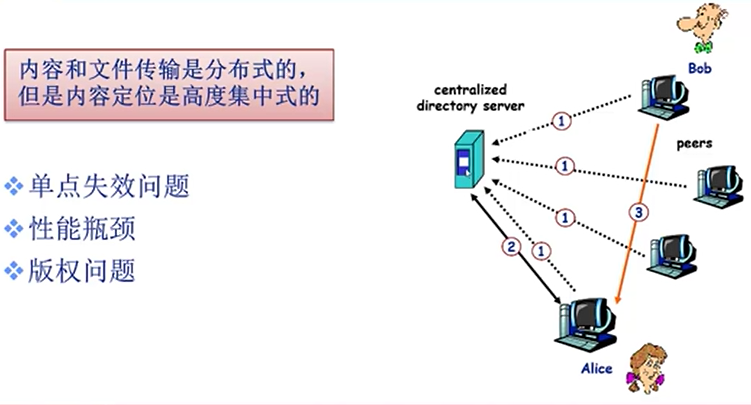 内容和文件传输是分布式的，
但是内容定位是高度集中式的
单点失效问题
性能瓶颈
版权问题
centralized
directory server
Bob
peers
Alice
1
1
1
1
2
3